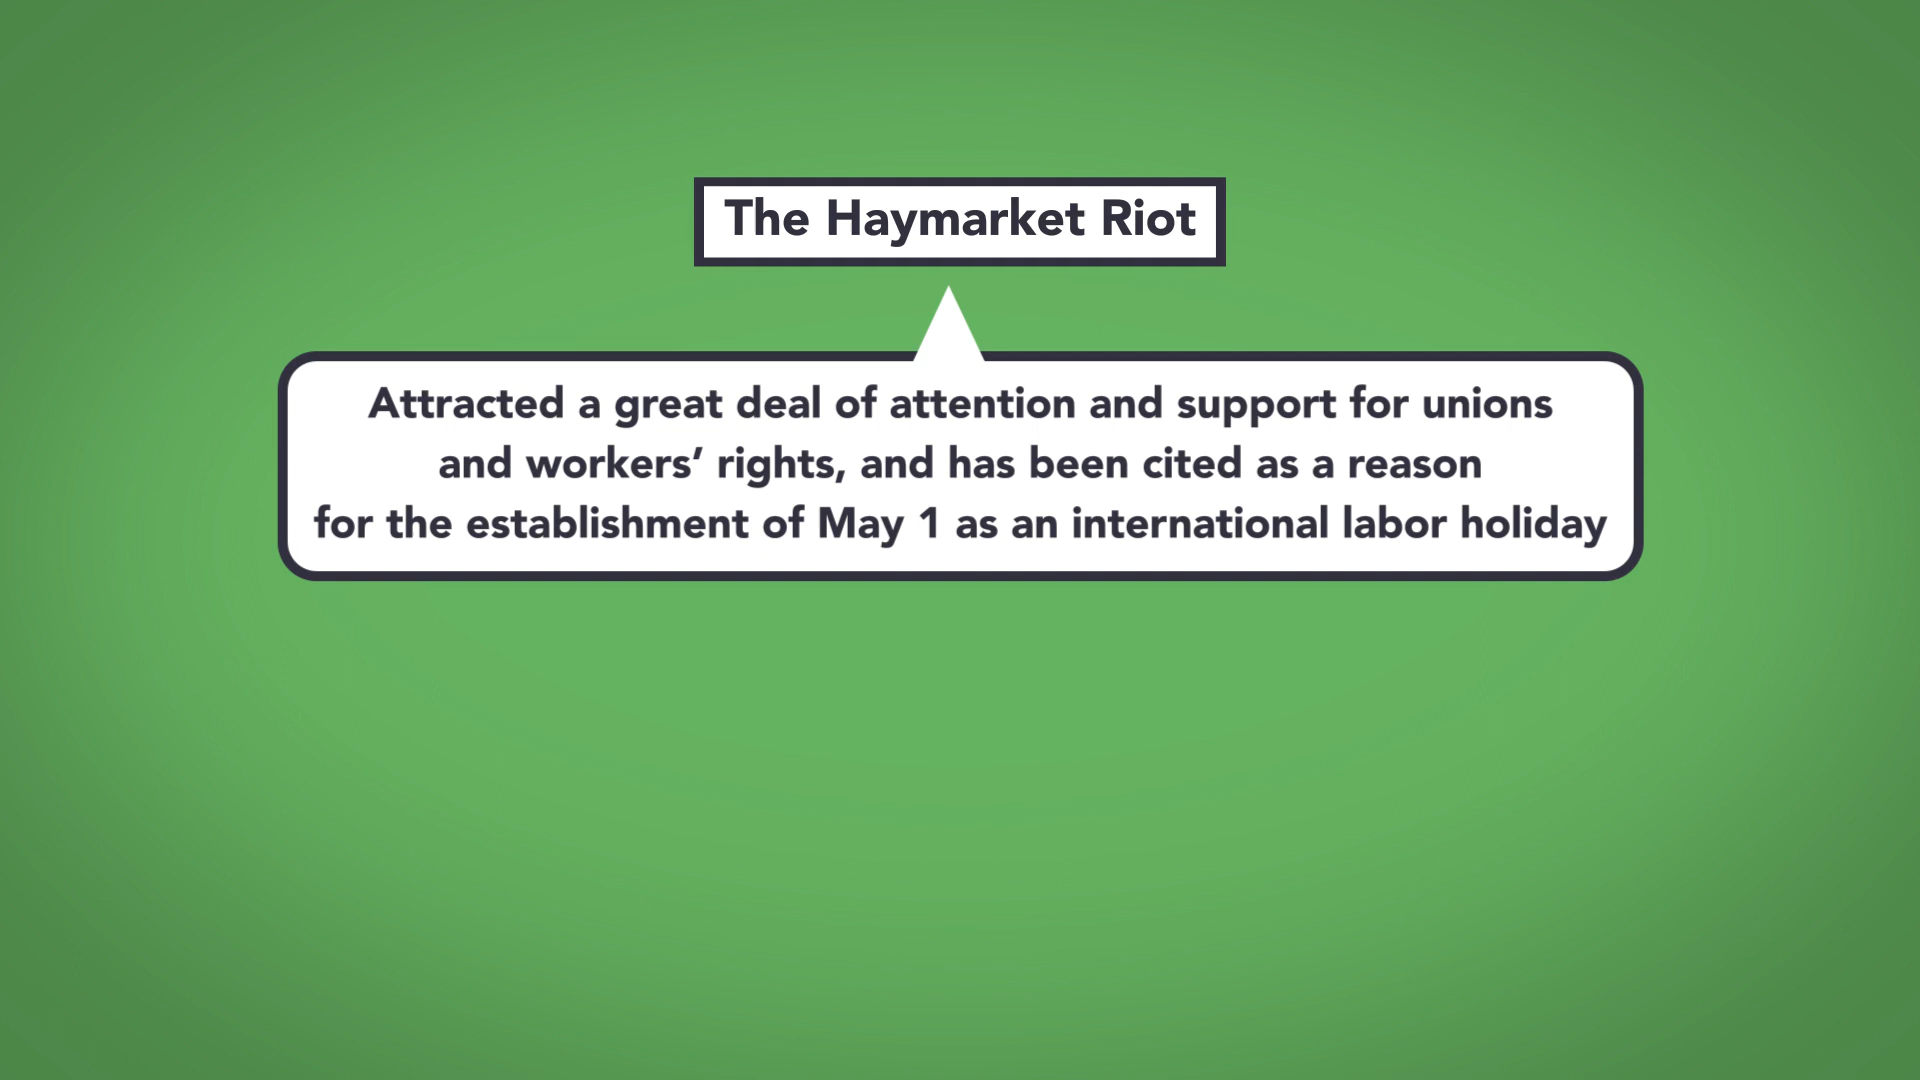 The Haymarket Riot
Attracted a great deal of attention and support for unions
and workers’ rights, and has been cited as a reason
for the establishment of May 1 as an international labor holiday